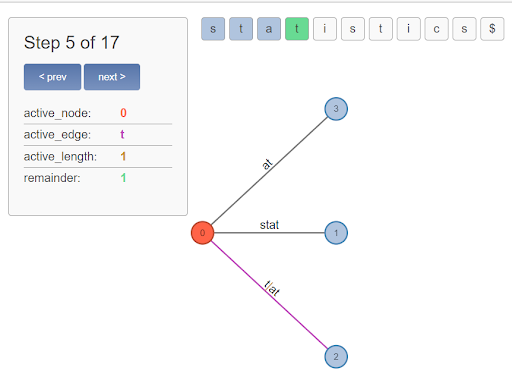 Step 5 of 17
< prev
next >
active_node: 0
active_edge: t
active_length: 1
remainder: 1
s t a t i s t i c s $
3
at
0
stat
1
t|at
2